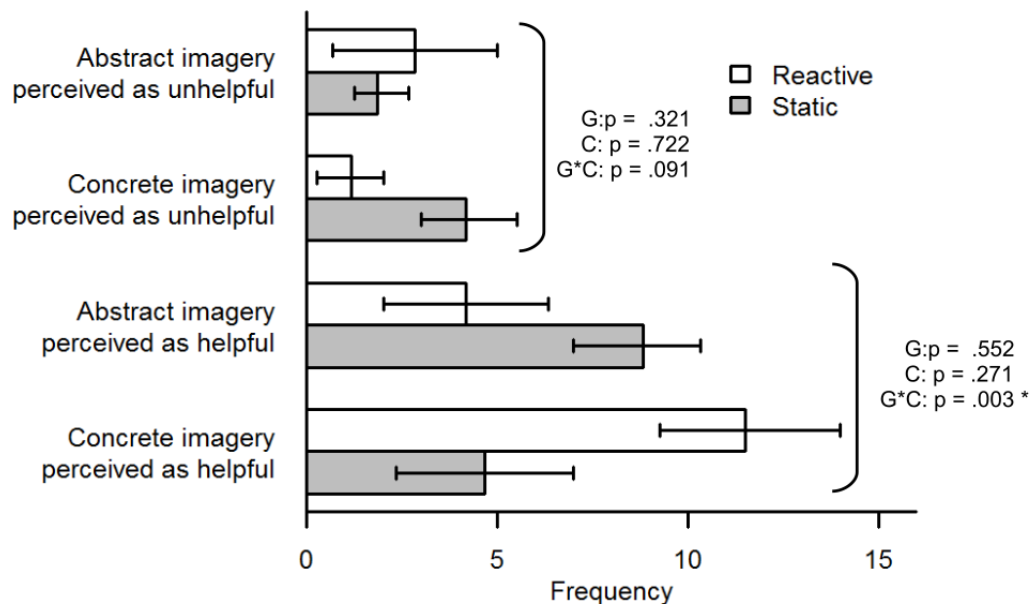 Abstract imagery
perceived as unhelpful
Reactive
Static
G:p = .321
C: p = .722
G*C: p = .091
Concrete imagery
perceived as unhelpful
Abstract imagery
perceived as helpful
G:p = .552
C: p = .271
G*C: p = .003 *
Concrete imagery
perceived as helpful
0 5 10 15
Frequency